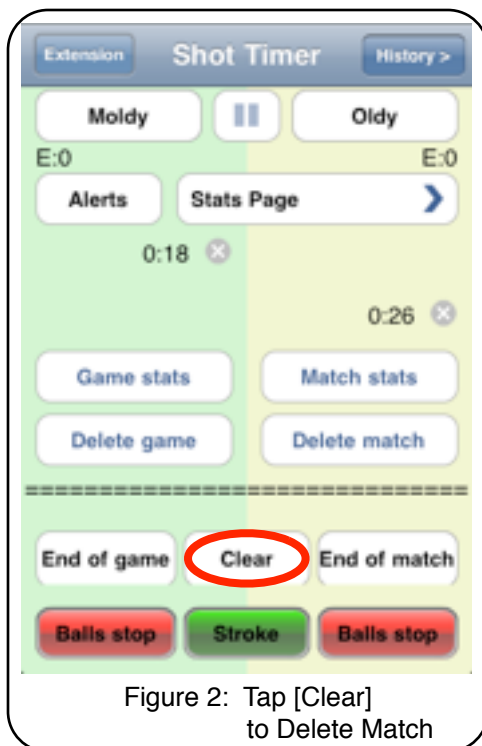 Extension Shot Timer History >
Moldy Oldy
E:0 E:0
Alerts Stats Page
0:18
0:26
Game stats Match stats
Delete game Delete match
==================================
End of game Clear End of match
Balls stop Stroke Balls stop
Figure 2: Tap [Clear]
to Delete Match